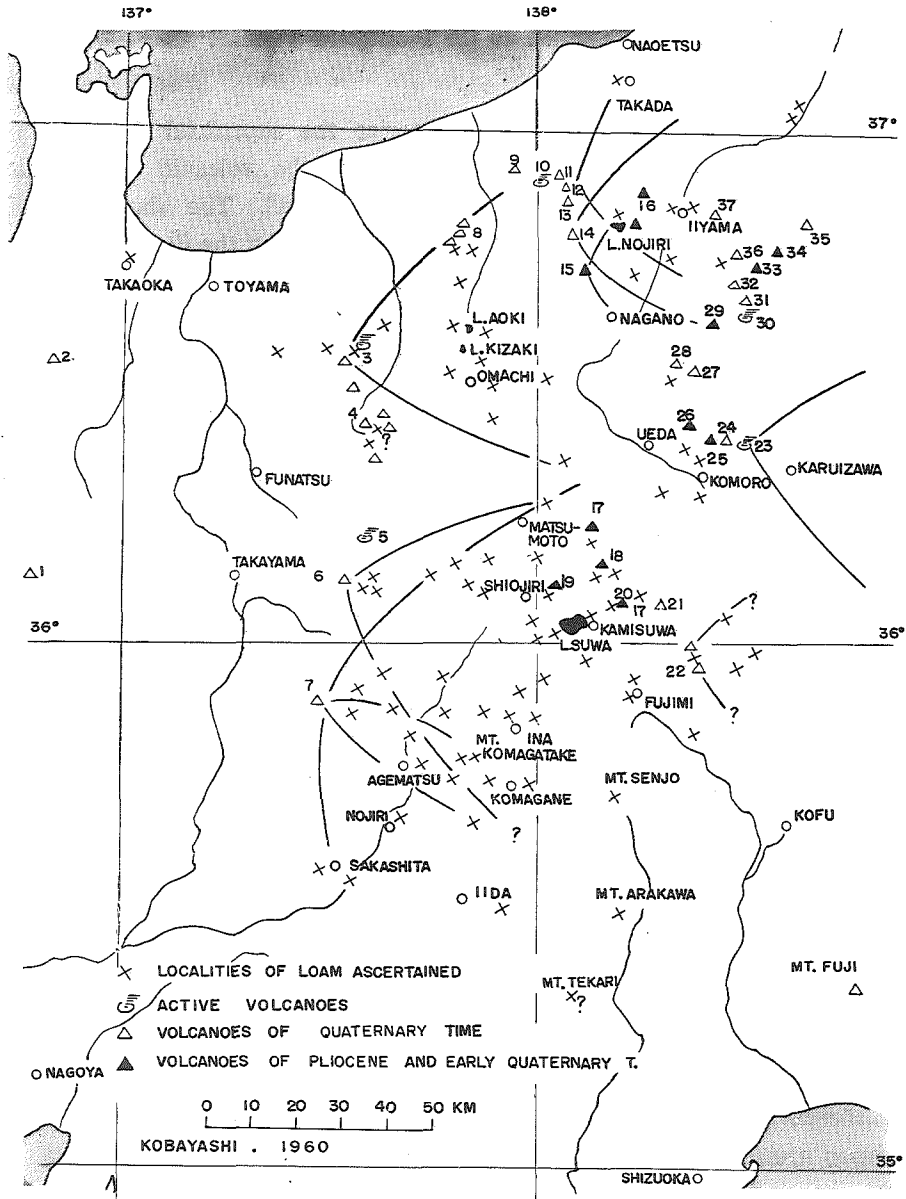 137°
138°
NAOETSU
TAKADA
37°
9
10
11
12
13
14
15
16
IIYAMA
37
35
36
34
33
32
31
30
29
L.NOJIRI
NAGANO
8
TAKAOKA
TOYAMA
L.AOKI
L.KIZAKI
OMACHI
2
3
4
?
28
27
26
24
23
25
UEDA
KOMORO
KARUIZAWA
FUNATSU
5
MATSU-
MOTO
17
18
1
TAKAYAMA
6
SHIOJIRI
19
20
17
21
?
36°
L.SUWA
KAMISUWA
36°
22
?
7
FUJIMI
MT.
KOMAGATAKE
INA
AGEMATSU
KOMAGANE
MT. SENJO
NOJIRI
?
KOFU
SAKASHITA
IIDA
MT. ARAKAWA
MT. TEKARI
?
MT. FUJI
× LOCALITIES OF LOAM ASCERTAINED
ACTIVE VOLCANOES
△ VOLCANOES OF QUATERNARY TIME
▲ VOLCANOES OF PLIOCENE AND EARLY QUATERNARY T.
NAGOYA
0 10 20 30 40 50 KM
KOBAYASHI . 1960
35°
SHIZUOKA